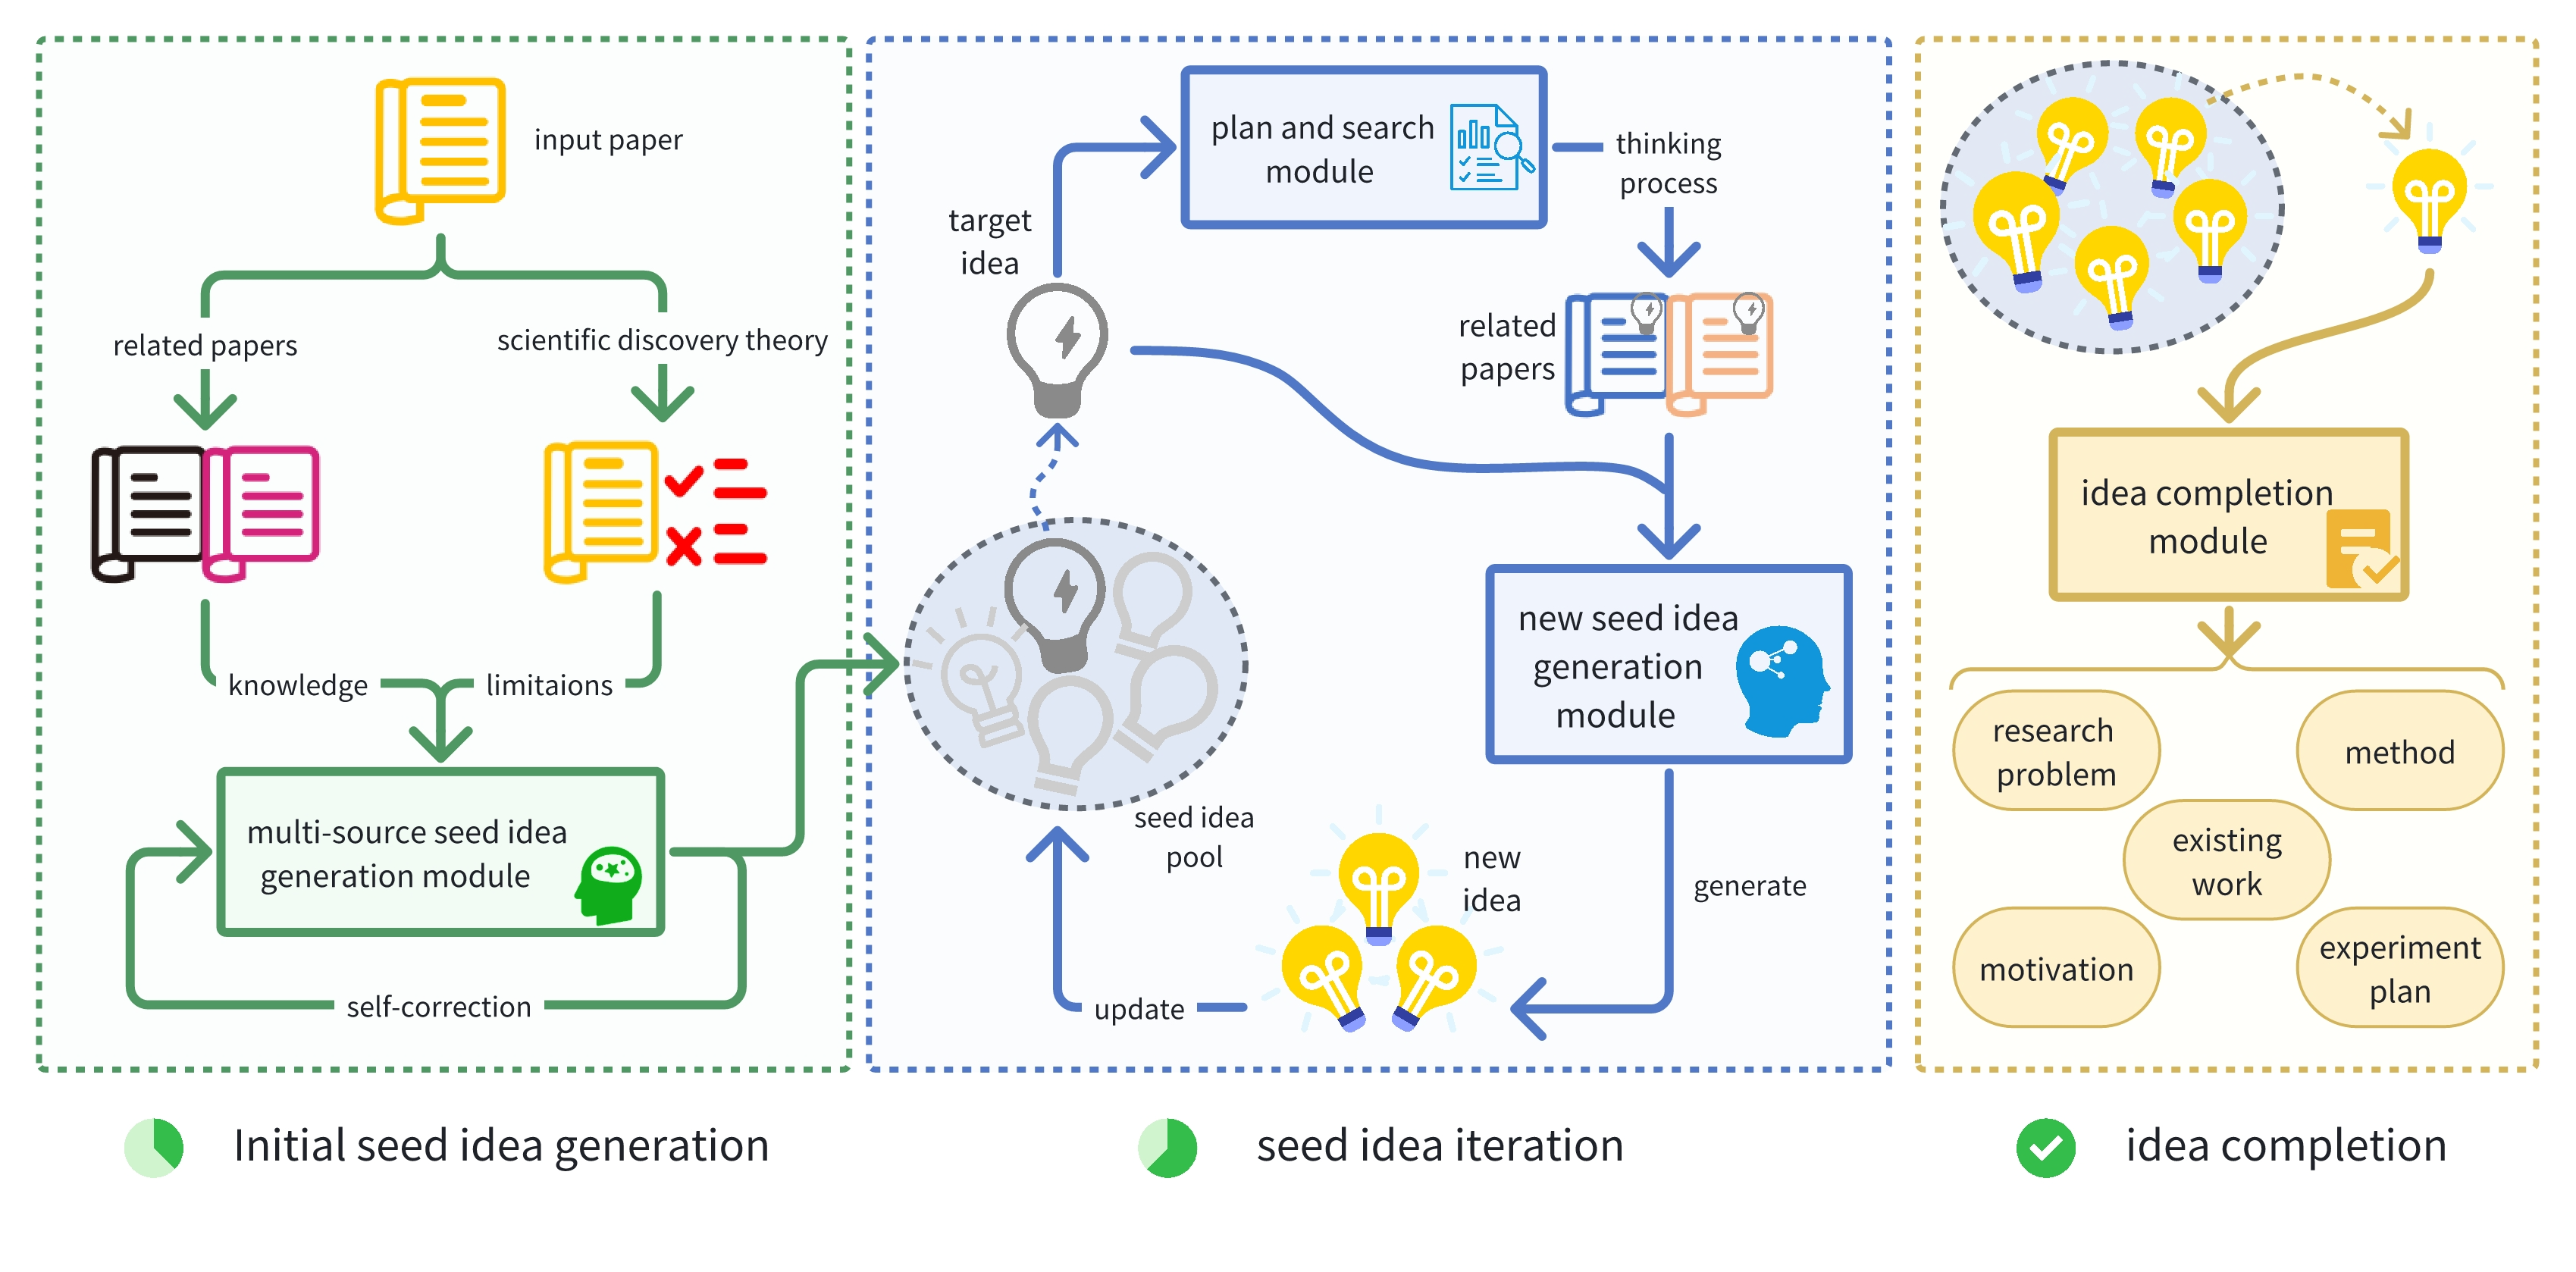 input paper
related papers
scientific discovery theory
knowledge
limitaions
multi-source seed idea
generation module
self-correction
target
idea
plan and search
module
thinking
process
related
papers
seed idea
pool
new seed idea
generation
module
new
idea
generate
update
idea completion
module
research
problem
method
existing
work
motivation
experiment
plan
Initial seed idea generation
seed idea iteration
idea completion